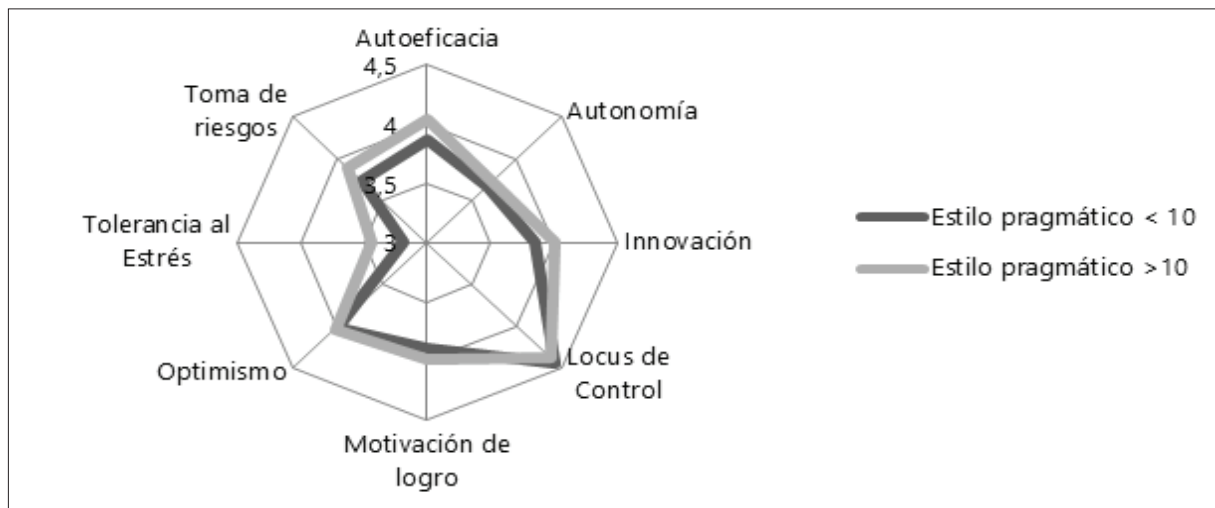 Autoeficacia
4,5
Toma de
riesgos
4
Autonomía
3,5
Tolerancia al
Estrés
3
Innovación
Estilo pragmático < 10
Estilo pragmático >10
Optimismo
Locus de
Control
Motivación de
logro